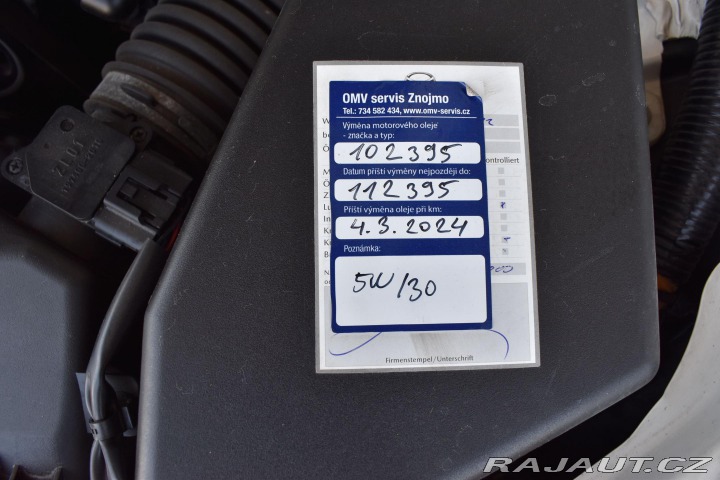 OMV servis Znojmo
Tel.: 734 582 434, www.omv-servis.cz
Výměna motorového oleje
- značka a typ:
102395
Datum příští výměny nejpozději do:
112395
Příští výměna oleje při km:
4.3.2024
Poznámka:
5W/30
Firmenstempel/Unterschrift
RAJAUT.CZ